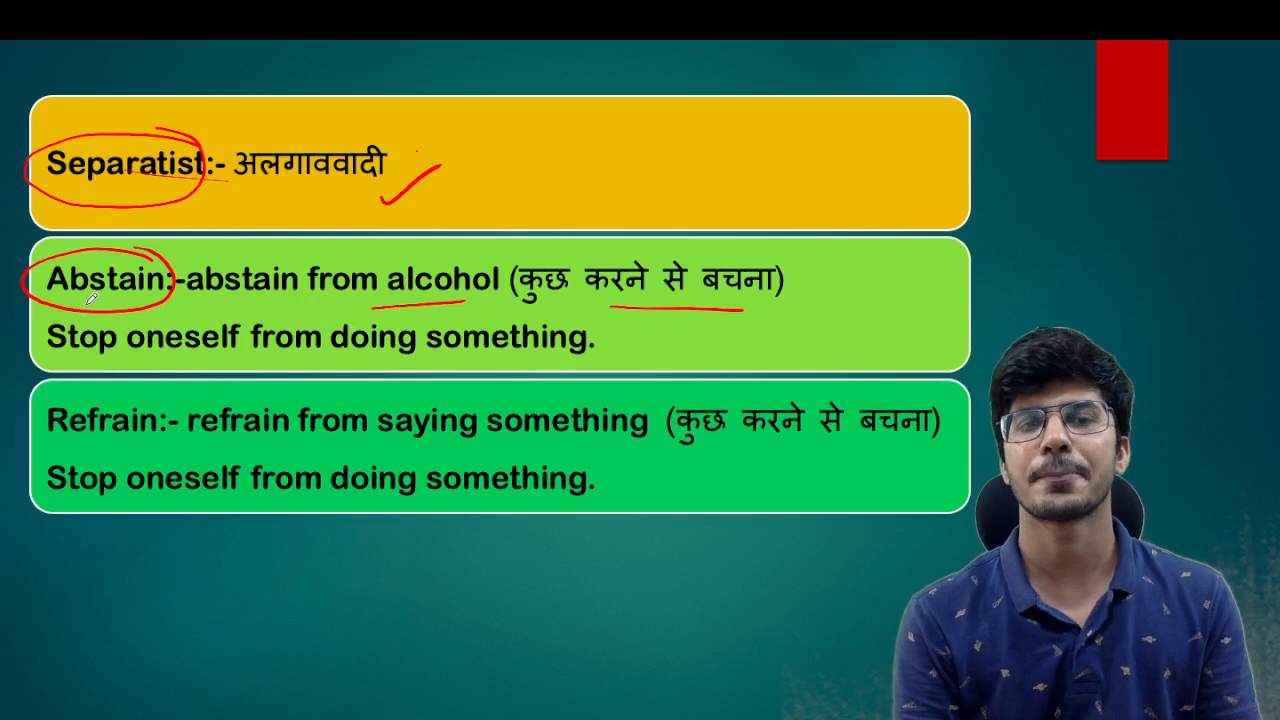 Separatist:- अलगाववादी
Abstain:-abstain from alcohol (कुछ करने से बचना)
Stop oneself from doing something.
Refrain:- refrain from saying something (कुछ करने से बचना)
Stop oneself from doing something.